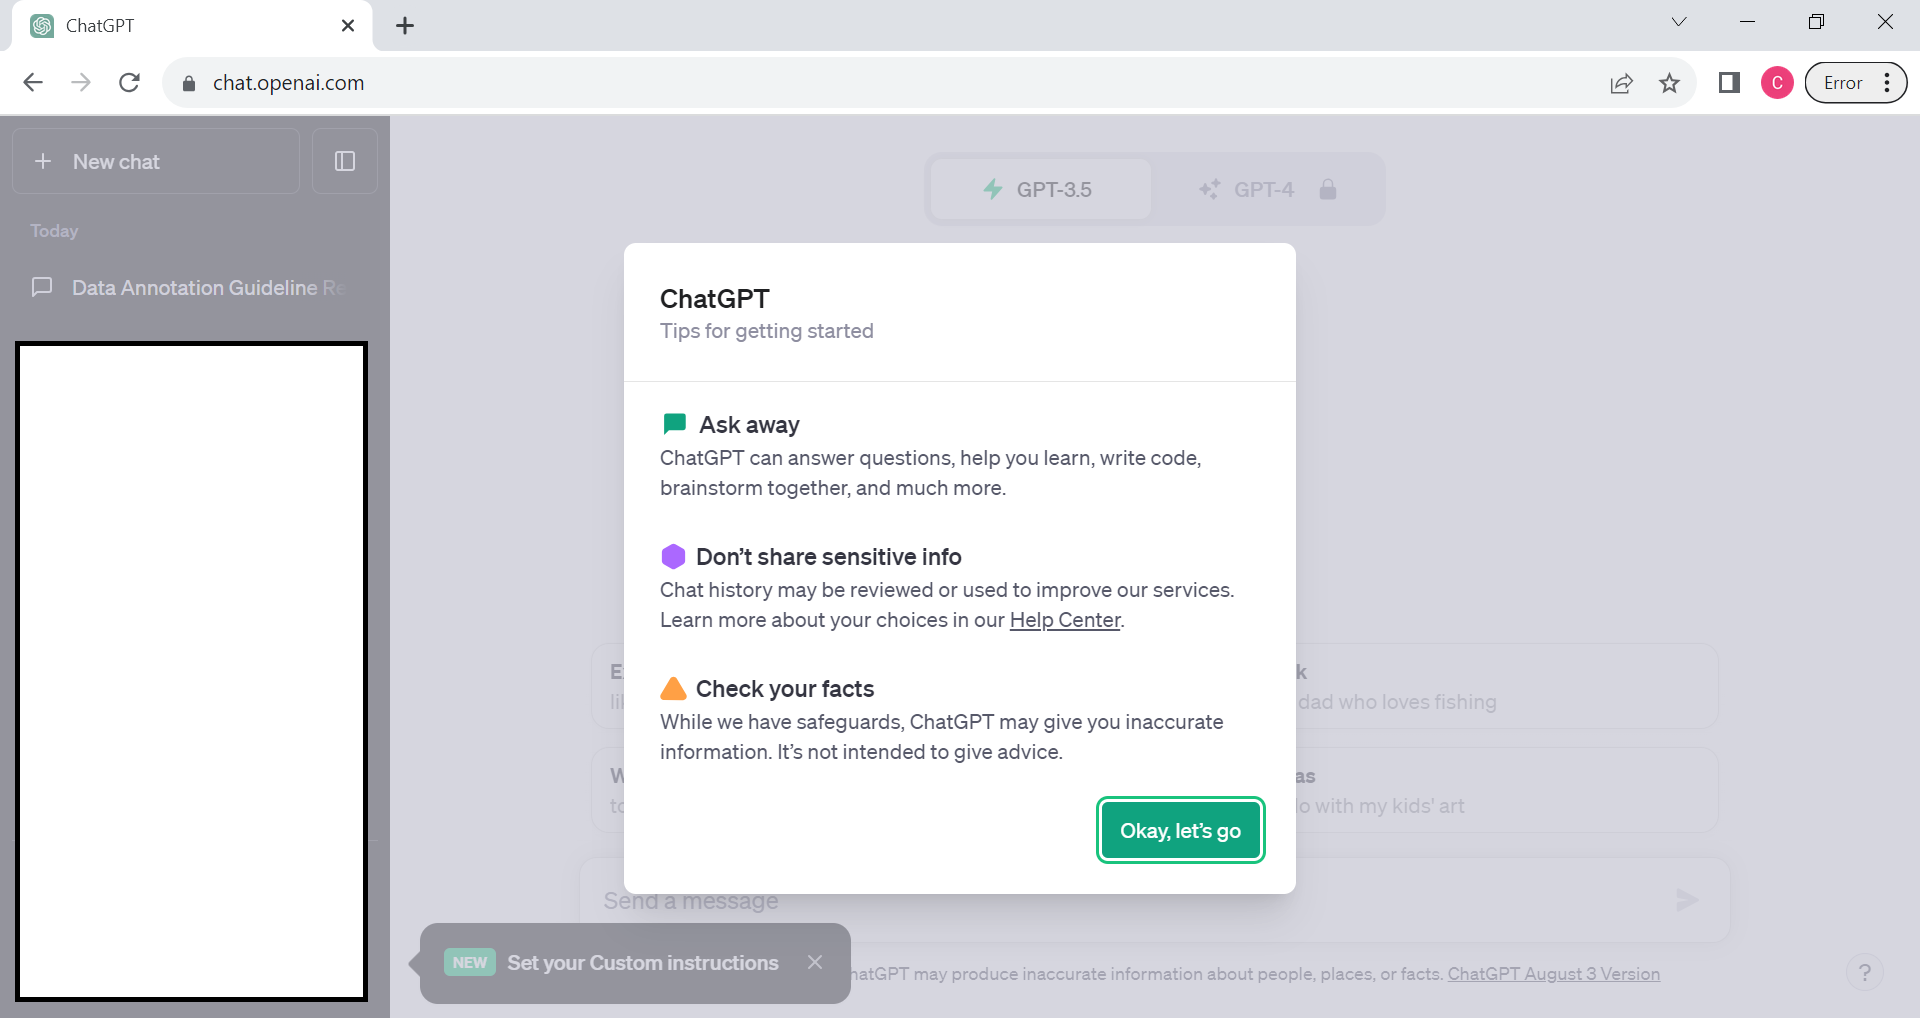 ChatGPT
chat.openai.com
Error
C
New chat
Today
Data Annotation Guideline Re
GPT-3.5
GPT-4
ChatGPT
Tips for getting started
Ask away
ChatGPT can answer questions, help you learn, write code,
brainstorm together, and much more.
Don’t share sensitive info
Chat history may be reviewed or used to improve our services.
Learn more about your choices in our Help Center.
Check your facts
While we have safeguards, ChatGPT may give you inaccurate
information. It’s not intended to give advice.
Okay, let’s go
dad who loves fishing
with my kids' art
Send a message
NEW Set your Custom instructions
hatGPT may produce inaccurate information about people, places, or facts. ChatGPT August 3 Version
?